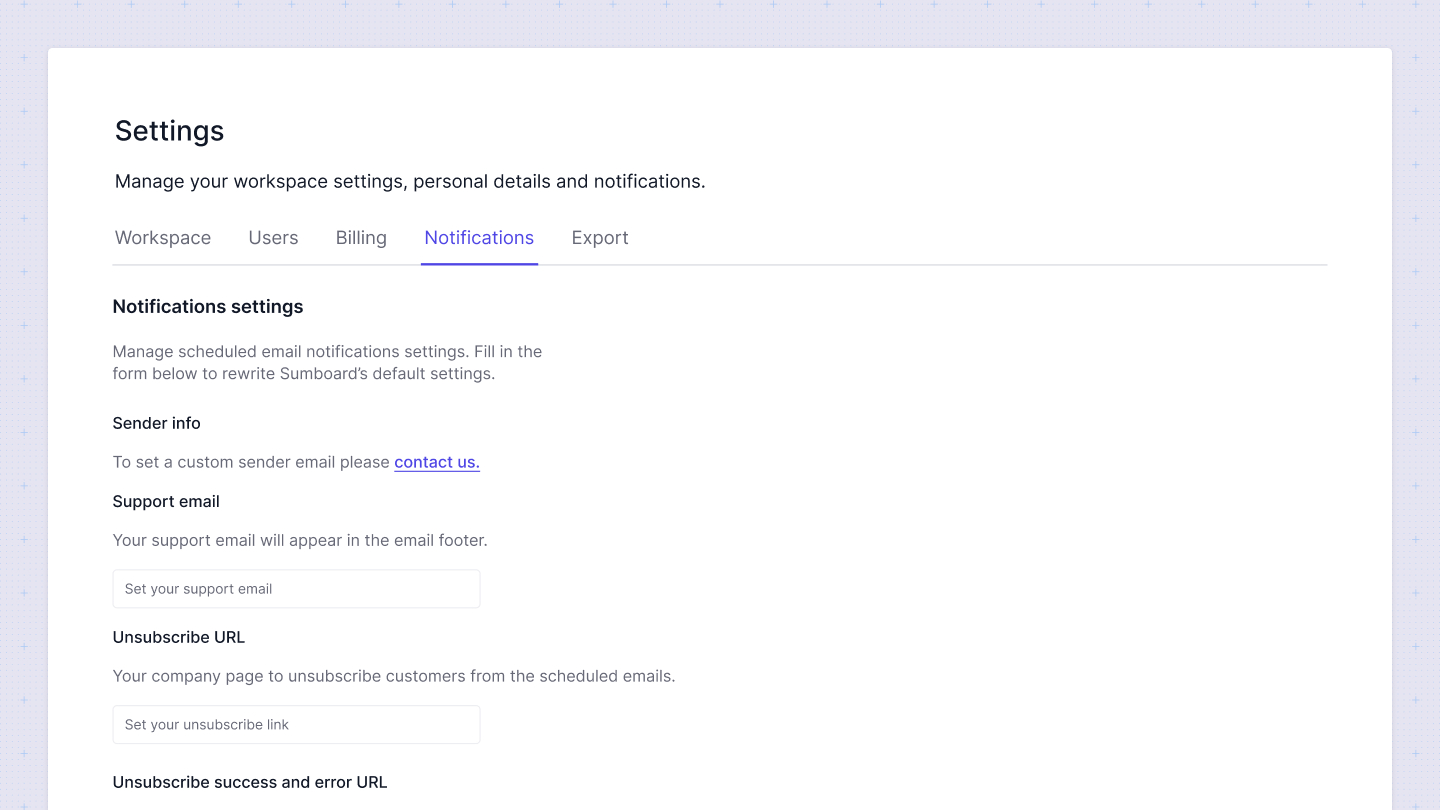 Settings
Manage your workspace settings, personal details and notifications.
Workspace Users Billing Notifications Export
Notifications settings
Manage scheduled email notifications settings. Fill in the
form below to rewrite Sumboard’s default settings.
Sender info
To set a custom sender email please contact us.
Support email
Your support email will appear in the email footer.
Set your support email
Unsubscribe URL
Your company page to unsubscribe customers from the scheduled emails.
Set your unsubscribe link
Unsubscribe success and error URL